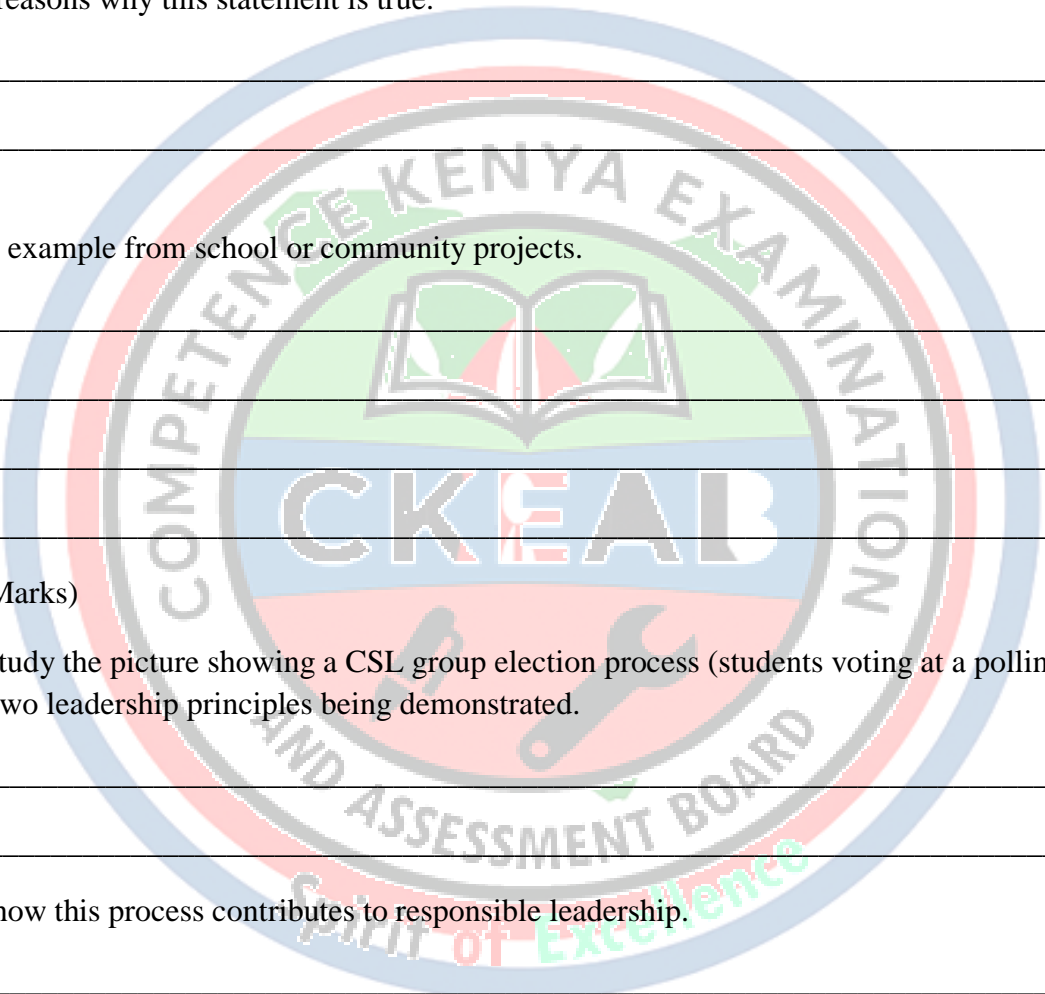 reasons why this statement is true.
COMPETENCE KENYA EXAMINATION
example from school or community projects.
CKEAB
Marks)
tudy the picture showing a CSL group election process (students voting at a pollin
wo leadership principles being demonstrated.
AND ASSESSMENT BOARD
how this process contributes to responsible leadership.
Spirit of Excellence